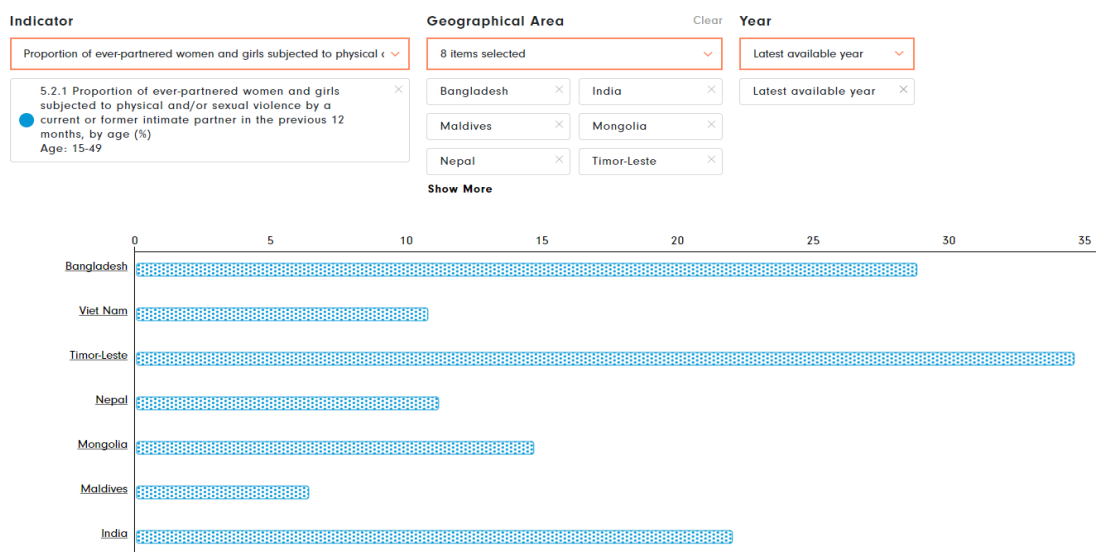 Indicator
Geographical Area
Clear
Year
Proportion of ever-partnered women and girls subjected to physical
8 items selected
Latest available year
5.2.1 Proportion of ever-partnered women and girls
subjected to physical and/or sexual violence by a
current or former intimate partner in the previous 12
months, by age (%)
Age: 15-49
Bangladesh
India
Latest available year
Maldives
Mongolia
Nepal
Timor-Leste
Show More
0 5 10 15 20 25 30 35
Bangladesh
Viet Nam
Timor-Leste
Nepal
Mongolia
Maldives
India